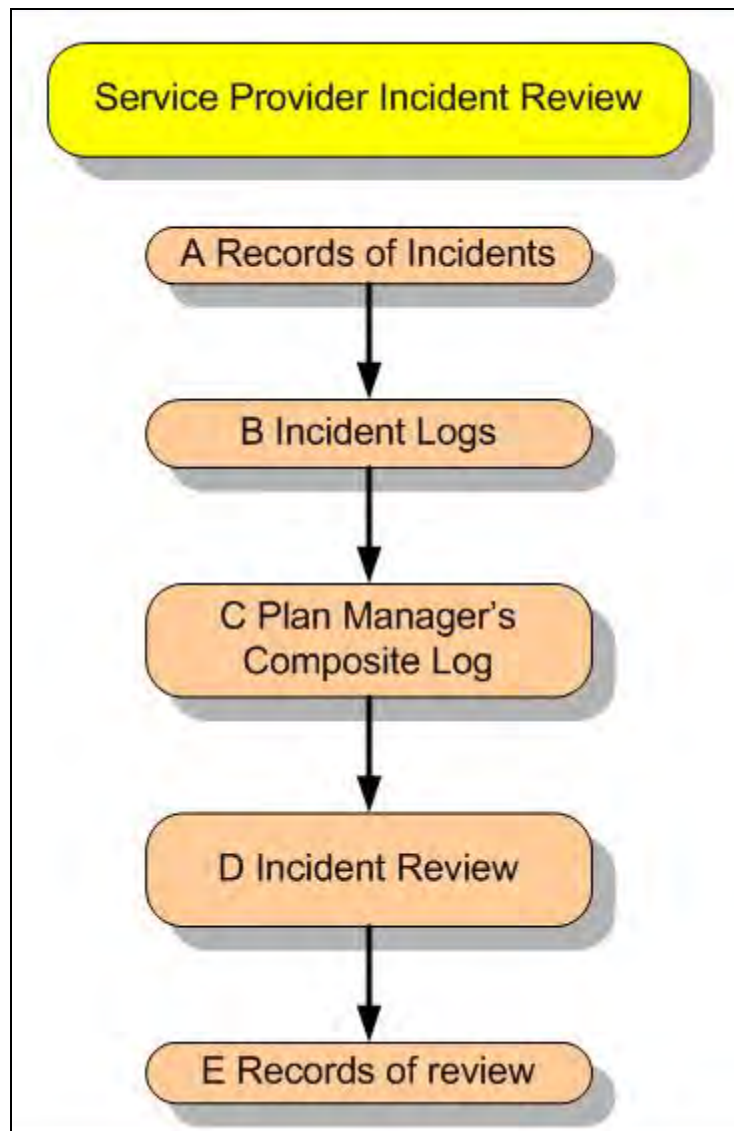 Service Provider Incident Review
A Records of Incidents
B Incident Logs
C Plan Manager’s
Composite Log
D Incident Review
E Records of review